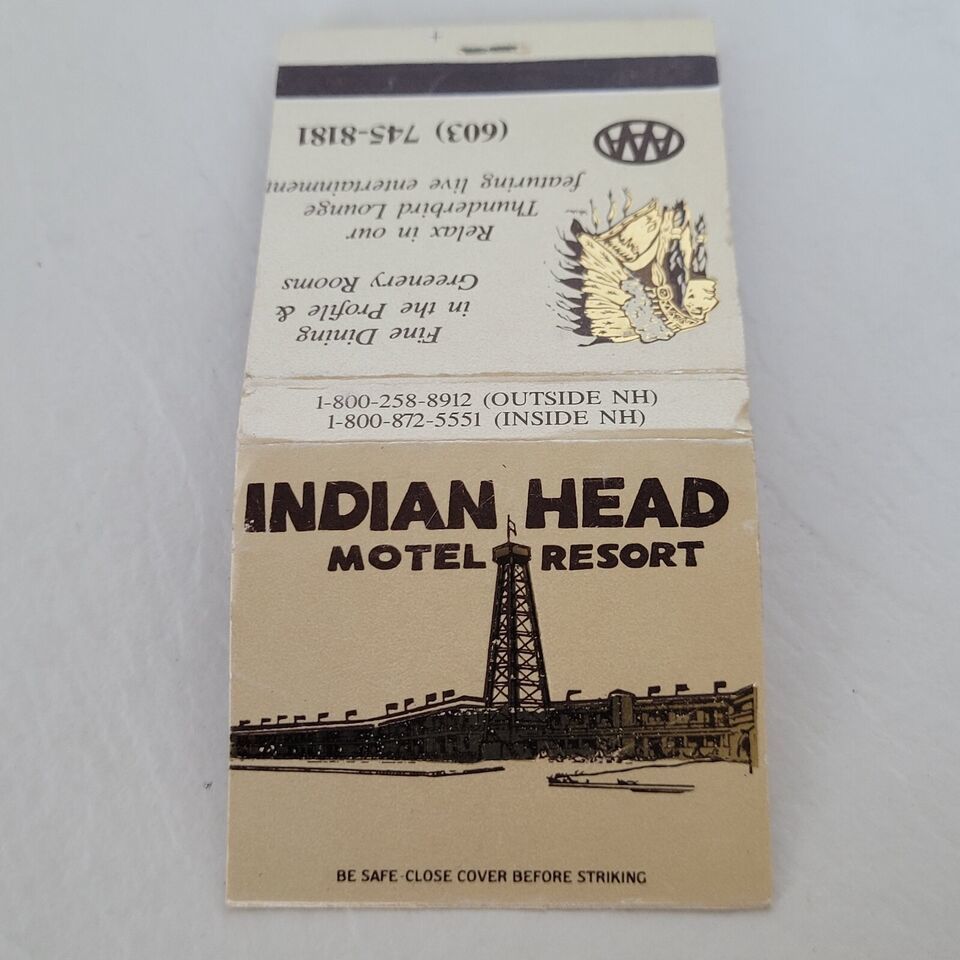 INDIAN HEAD
MOTEL RESORT
BE SAFE-CLOSE COVER BEFORE STRIKING
1-800-258-8912 (OUTSIDE NH)
1-800-872-5551 (INSIDE NH)
Fine Dining
in the Profile &
Greenery Rooms
Relax in our
Thunderbird Lounge
featuring live entertainment
AAA
(603) 745-8181